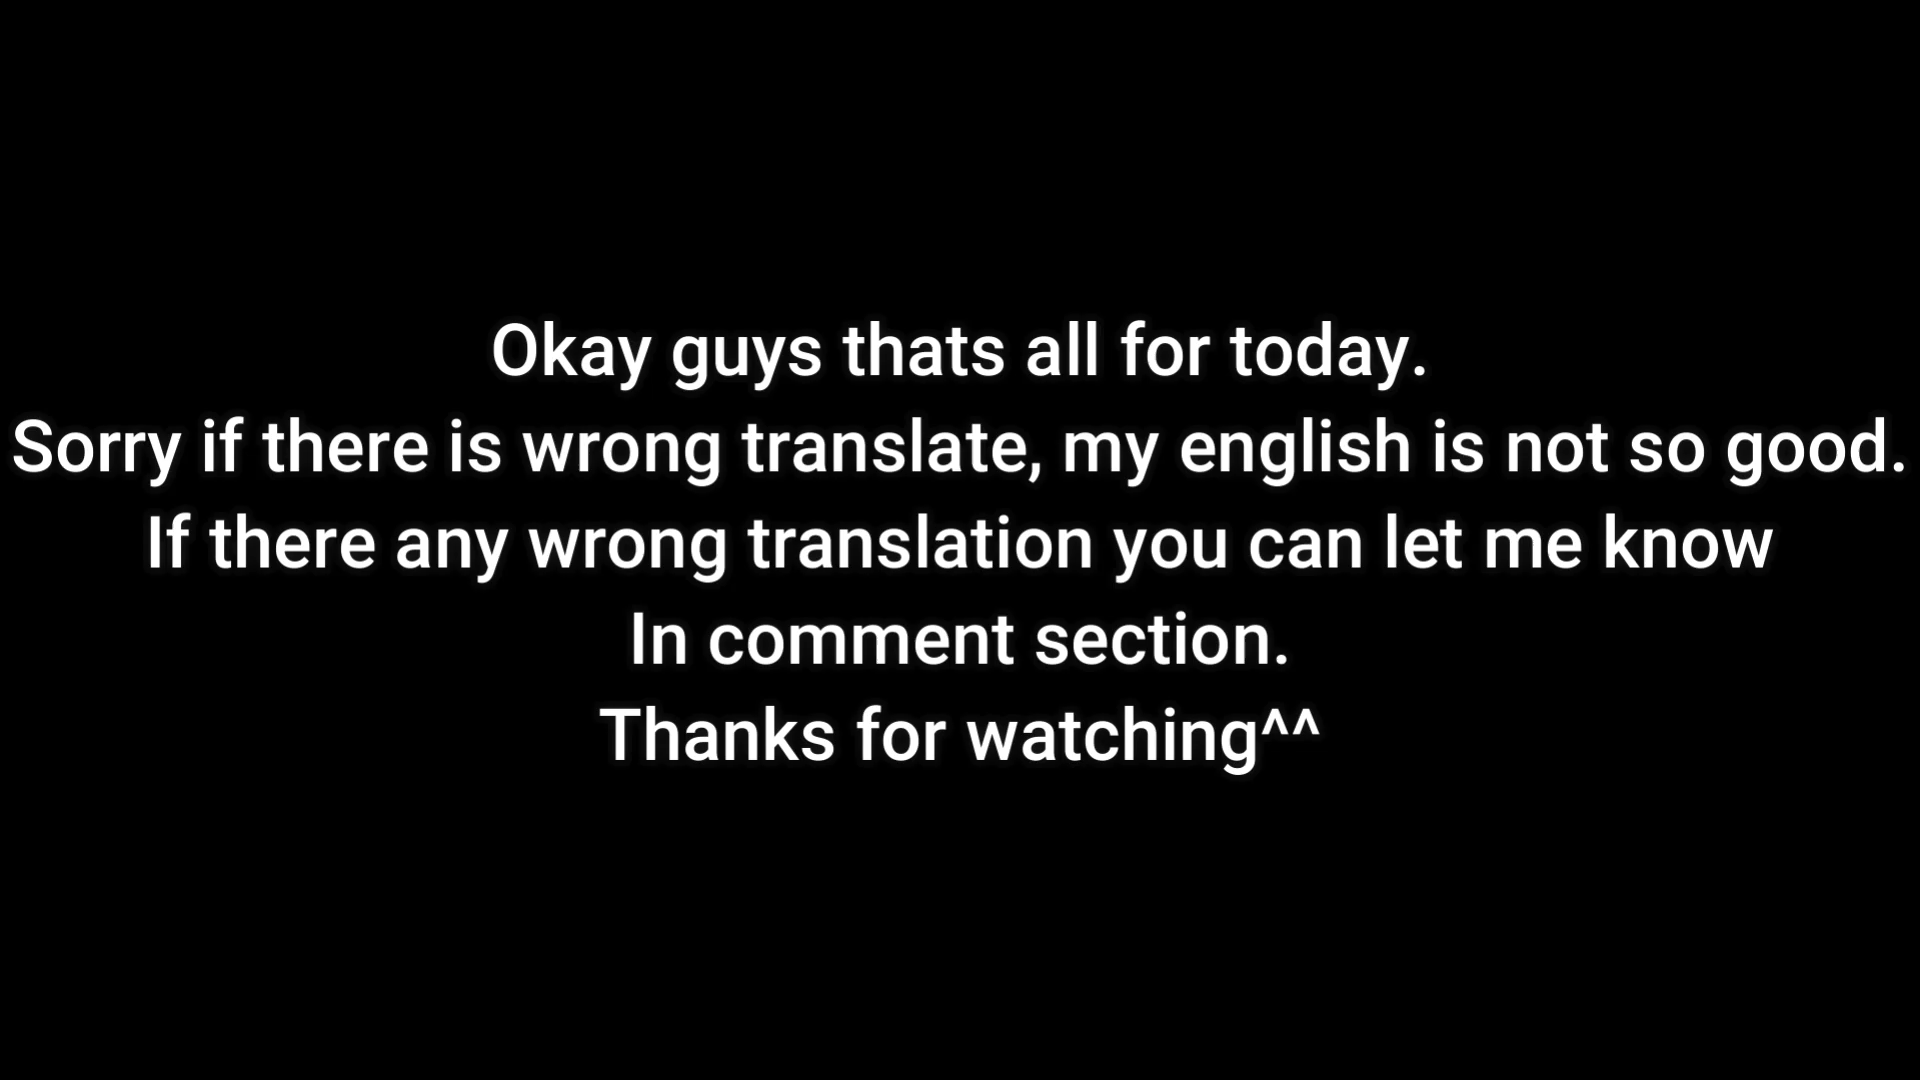 Okay guys thats all for today.
Sorry if there is wrong translate, my english is not so good.
If there any wrong translation you can let me know
In comment section.
Thanks for watching^^